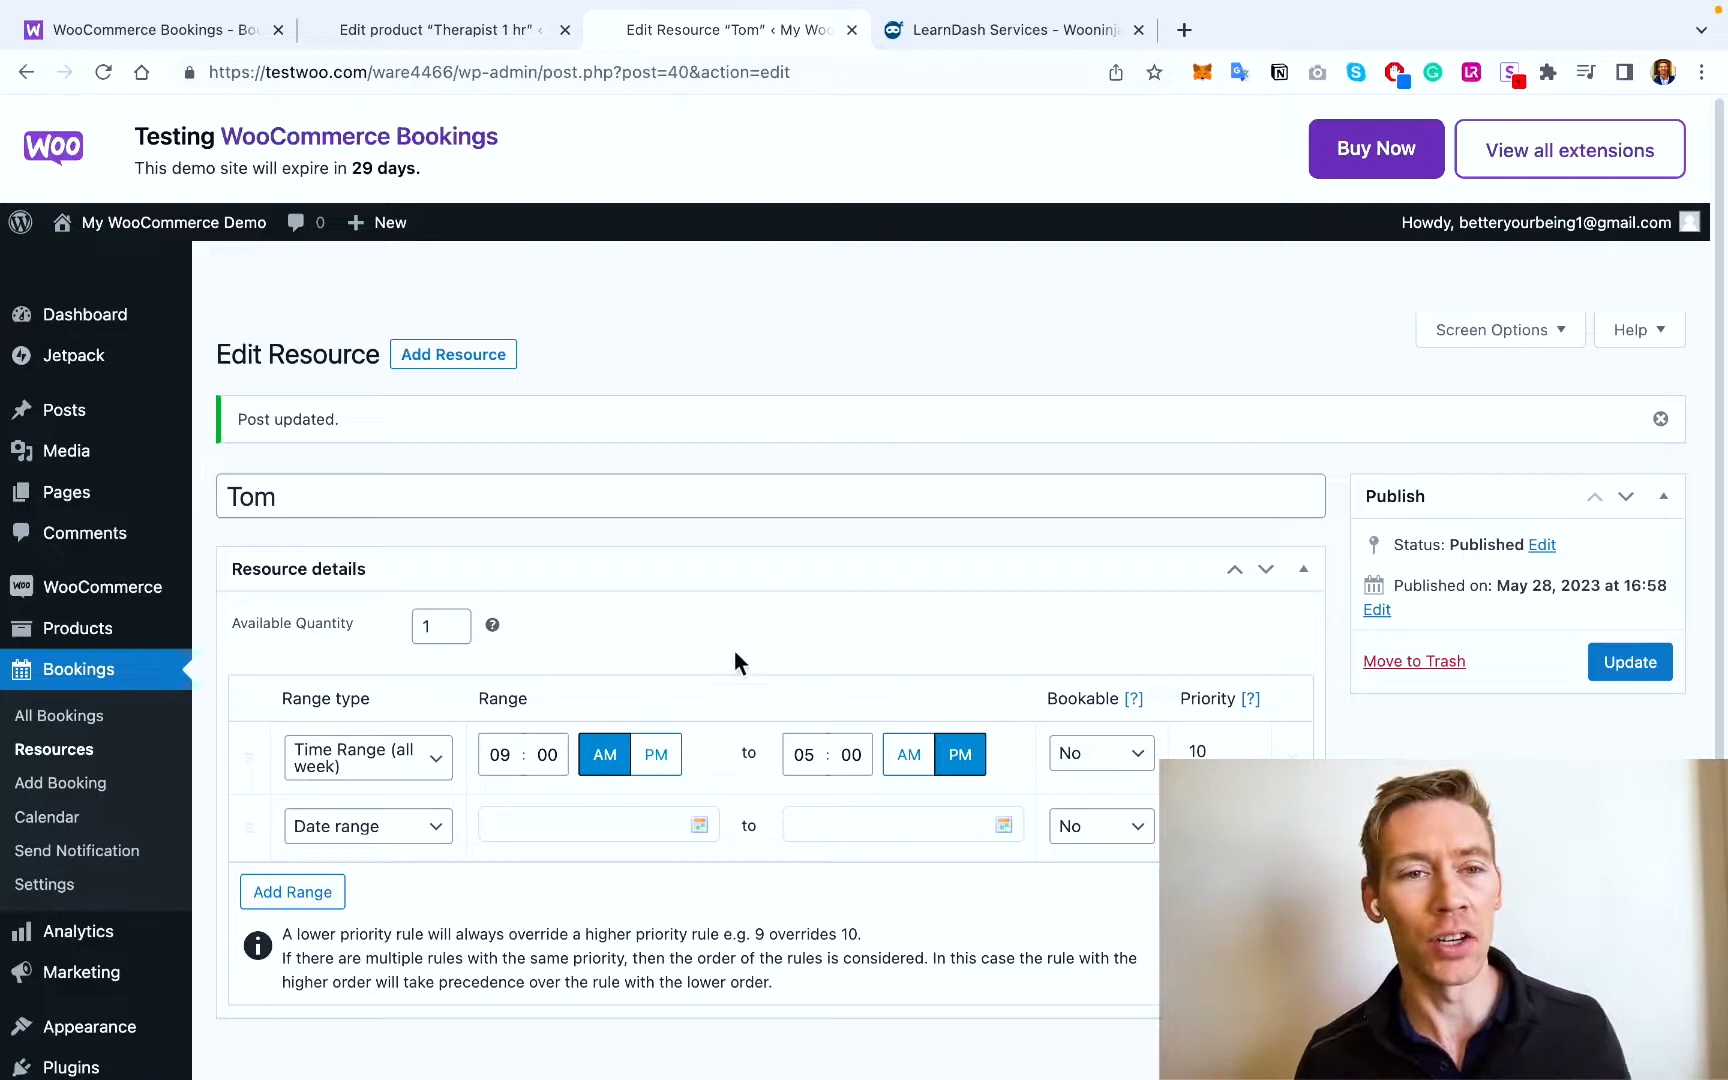 WooCommerce Bookings - Bo
Edit product “Therapist 1 hr” ‹
Edit Resource “Tom” ‹ My Woo
LearnDash Services - Wooninja
https://testwoo.com/ware4466/wp-admin/post.php?post=40&action=edit
WOO
Testing WooCommerce Bookings
This demo site will expire in 29 days.
Buy Now
View all extensions
My WooCommerce Demo
0
New
Howdy, betteryourbeing1@gmail.com
Dashboard
Jetpack
Posts
Media
Pages
Comments
WooCommerce
Products
Bookings
All Bookings
Resources
Add Booking
Calendar
Send Notification
Settings
Analytics
Marketing
Appearance
Plugins
Screen Options
Help
Edit Resource
Add Resource
Post updated.
Tom
Resource details
Available Quantity
1
Range type
Range
Bookable [?]
Priority [?]
Time Range (all week)
09 : 00
AM
PM
to
05 : 00
AM
PM
No
10
Date range
to
No
Add Range
A lower priority rule will always override a higher priority rule e.g. 9 overrides 10.
If there are multiple rules with the same priority, then the order of the rules is considered. In this case the rule with the
higher order will take precedence over the rule with the lower order.
Publish
Status: Published Edit
Published on: May 28, 2023 at 16:58
Edit
Move to Trash
Update